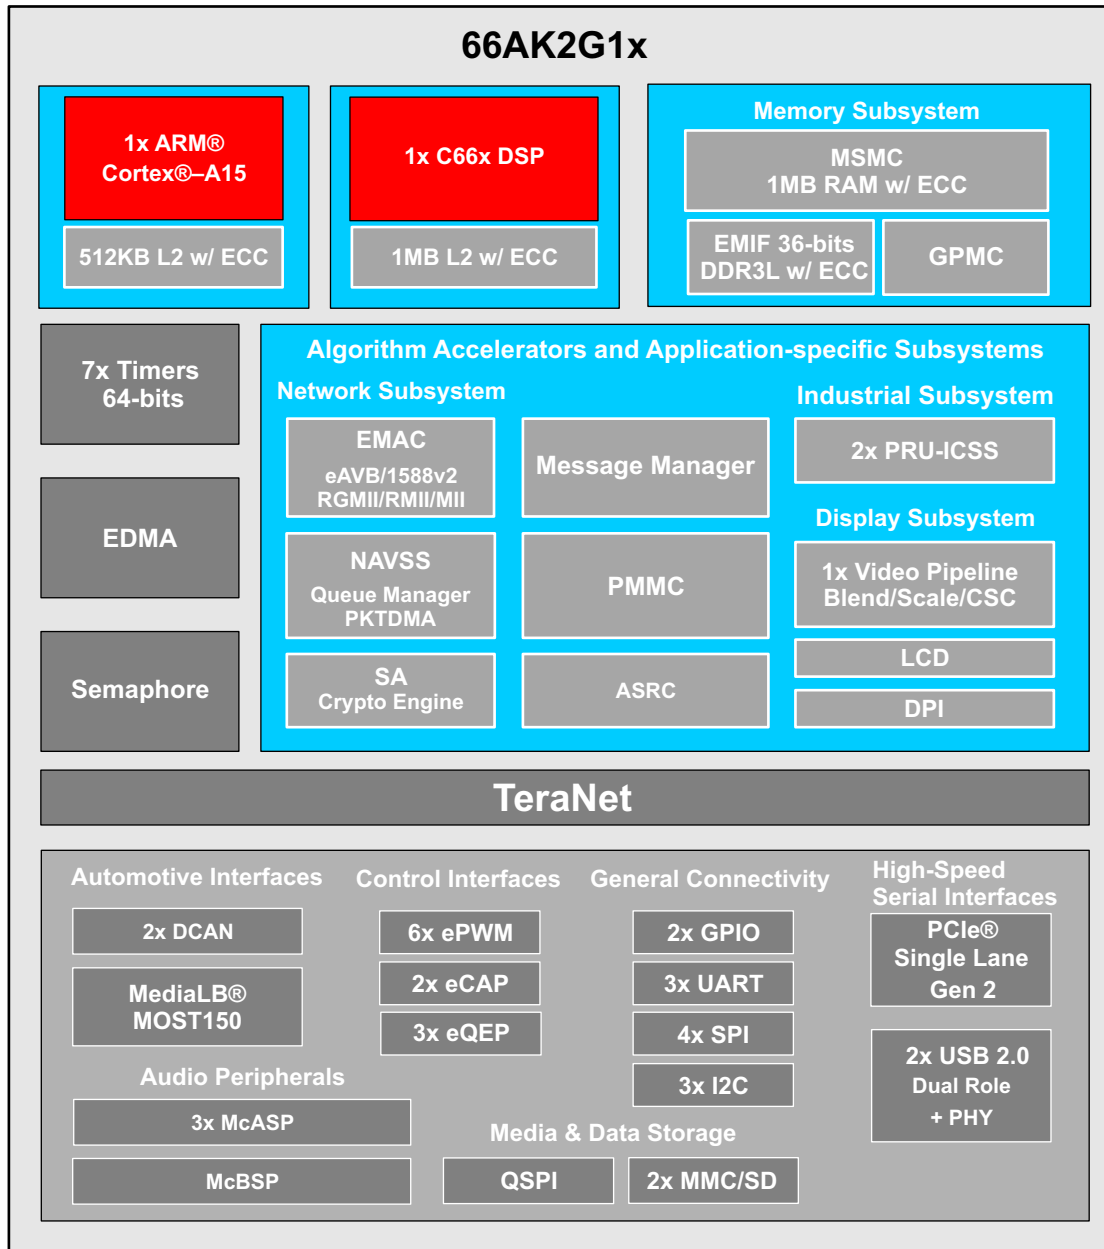 66AK2G1x
1x ARM®
Cortex®–A15
512KB L2 w/ ECC
1x C66x DSP
1MB L2 w/ ECC
Memory Subsystem
MSMC
1MB RAM w/ ECC
EMIF 36-bits
DDR3L w/ ECC
GPMC
7x Timers
64-bits
EDMA
Semaphore
Algorithm Accelerators and Application-specific Subsystems
Network Subsystem
EMAC
eAVB/1588v2
RGMII/RMII/MII
NAVSS
Queue Manager
PKTDMA
SA
Crypto Engine
Message Manager
PMMC
ASRC
Industrial Subsystem
2x PRU-ICSS
Display Subsystem
1x Video Pipeline
Blend/Scale/CSC
LCD
DPI
TeraNet
Automotive Interfaces
2x DCAN
MediaLB®
MOST150
Control Interfaces
6x ePWM
2x eCAP
3x eQEP
General Connectivity
2x GPIO
3x UART
4x SPI
3x I2C
High-Speed
Serial Interfaces
PCIe®
Single Lane
Gen 2
2x USB 2.0
Dual Role
+ PHY
Audio Peripherals
3x McASP
McBSP
Media & Data Storage
QSPI
2x MMC/SD